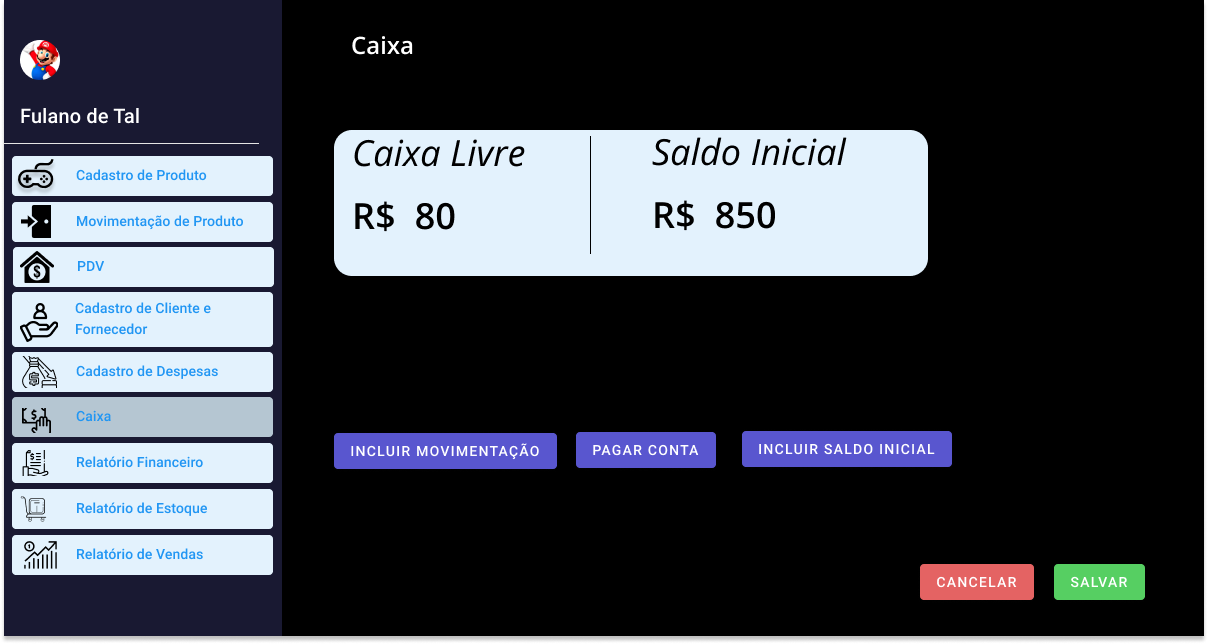 Fulano de Tal
Cadastro de Produto
Movimentação de Produto
PDV
Cadastro de Cliente e
Fornecedor
Cadastro de Despesas
Caixa
Relatório Financeiro
Relatório de Estoque
Relatório de Vendas
Caixa
Caixa Livre
R$ 80
Saldo Inicial
R$ 850
INCLUIR MOVIMENTAÇÃO
PAGAR CONTA
INCLUIR SALDO INICIAL
CANCELAR
SALVAR